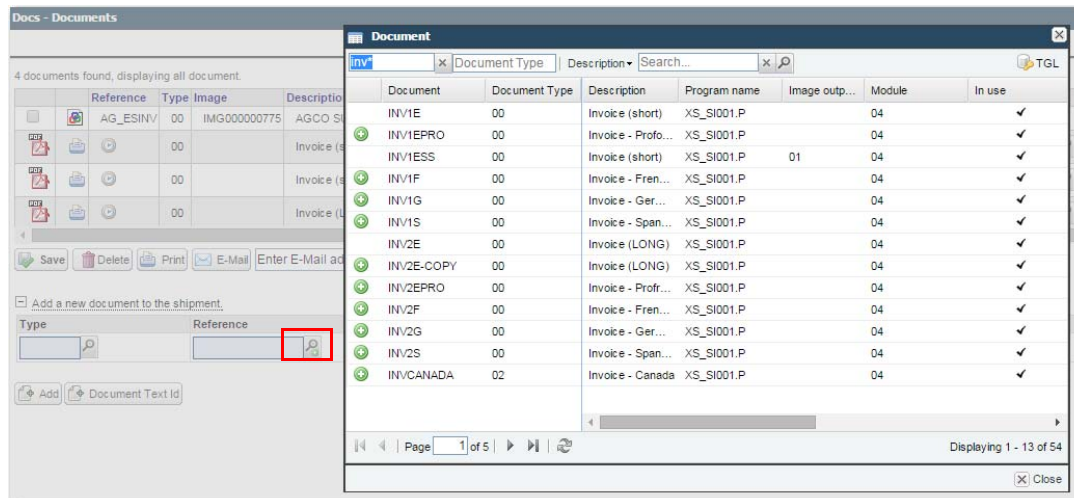 Docs - Documents
4 documents found, displaying all document.
Reference Type Image Descriptio
AG_ESINV 00 IMG000000775 AGCO SU
PDF 00 Invoice (s
PDF 00 Invoice (s
PDF 00 Invoice (L
Save Delete Print E-Mail Enter E-Mail ad
Add a new document to the shipment.
Type Reference
Add Document Text Id
Document
inv* Document Type Description Search... TGL
Document Document Type Description Program name Image outp... Module In use
INV1E 00 Invoice (short) XS_SI001.P 04
INV1EPRO 00 Invoice - Profo... XS_SI001.P 04
INV1ESS 00 Invoice (short) XS_SI001.P 01 04
INV1F 00 Invoice - Fren... XS_SI001.P 04
INV1G 00 Invoice - Ger... XS_SI001.P 04
INV1S 00 Invoice - Span... XS_SI001.P 04
INV2E 00 Invoice (LONG) XS_SI001.P 04
INV2E-COPY 00 Invoice (LONG) XS_SI001.P 04
INV2EPRO 00 Invoice - Profr... XS_SI001.P 04
INV2F 00 Invoice - Fren... XS_SI001.P 04
INV2G 00 Invoice - Ger... XS_SI001.P 04
INV2S 00 Invoice - Span... XS_SI001.P 04
INVCANADA 02 Invoice - Canada XS_SI001.P 04
Page 1 of 5 Displaying 1 - 13 of 54
Close